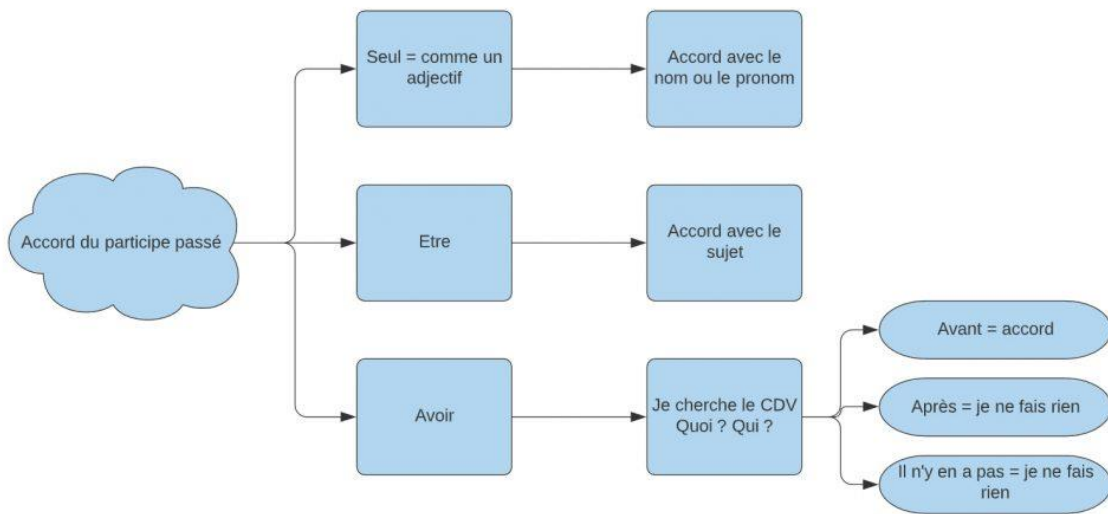 Seul = comme un
adjectif
Accord avec le
nom ou le pronom
Accord du participe passé
Etre
Accord avec le
sujet
Avoir
Je cherche le CDV
Quoi ? Qui ?
Avant = accord
Après = je ne fais rien
Il n'y en a pas = je ne fais
rien